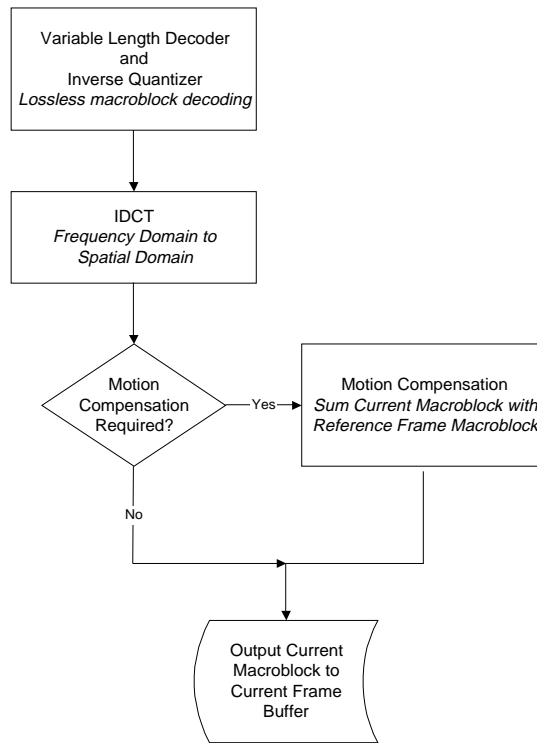 Variable Length Decoder
and
Inverse Quantizer
Lossless macroblock decoding
IDCT
Frequency Domain to
Spatial Domain
Motion
Compensation
Required?
Yes
Motion Compensation
Sum Current Macroblock with
Reference Frame Macroblock
No
Output Current
Macroblock to
Current Frame
Buffer